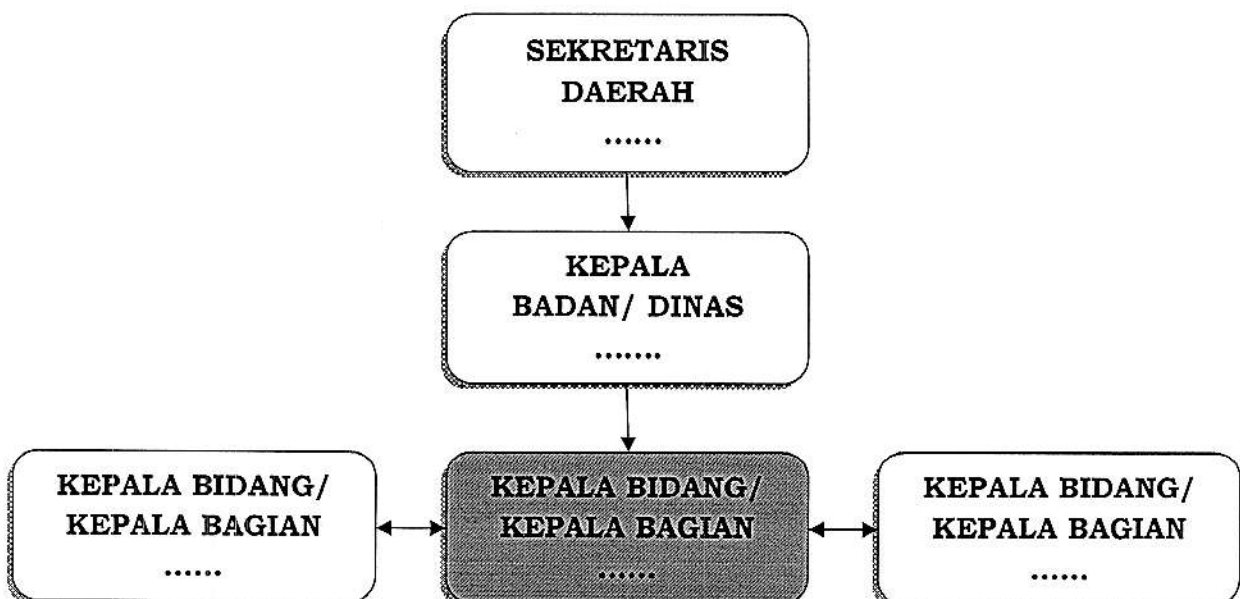 SEKRETARIS
DAERAH
......
KEPALA
BADAN/ DINAS
.......
KEPALA BIDANG/
KEPALA BAGIAN
......
KEPALA BIDANG/
KEPALA BAGIAN
......
KEPALA BIDANG/
KEPALA BAGIAN
......